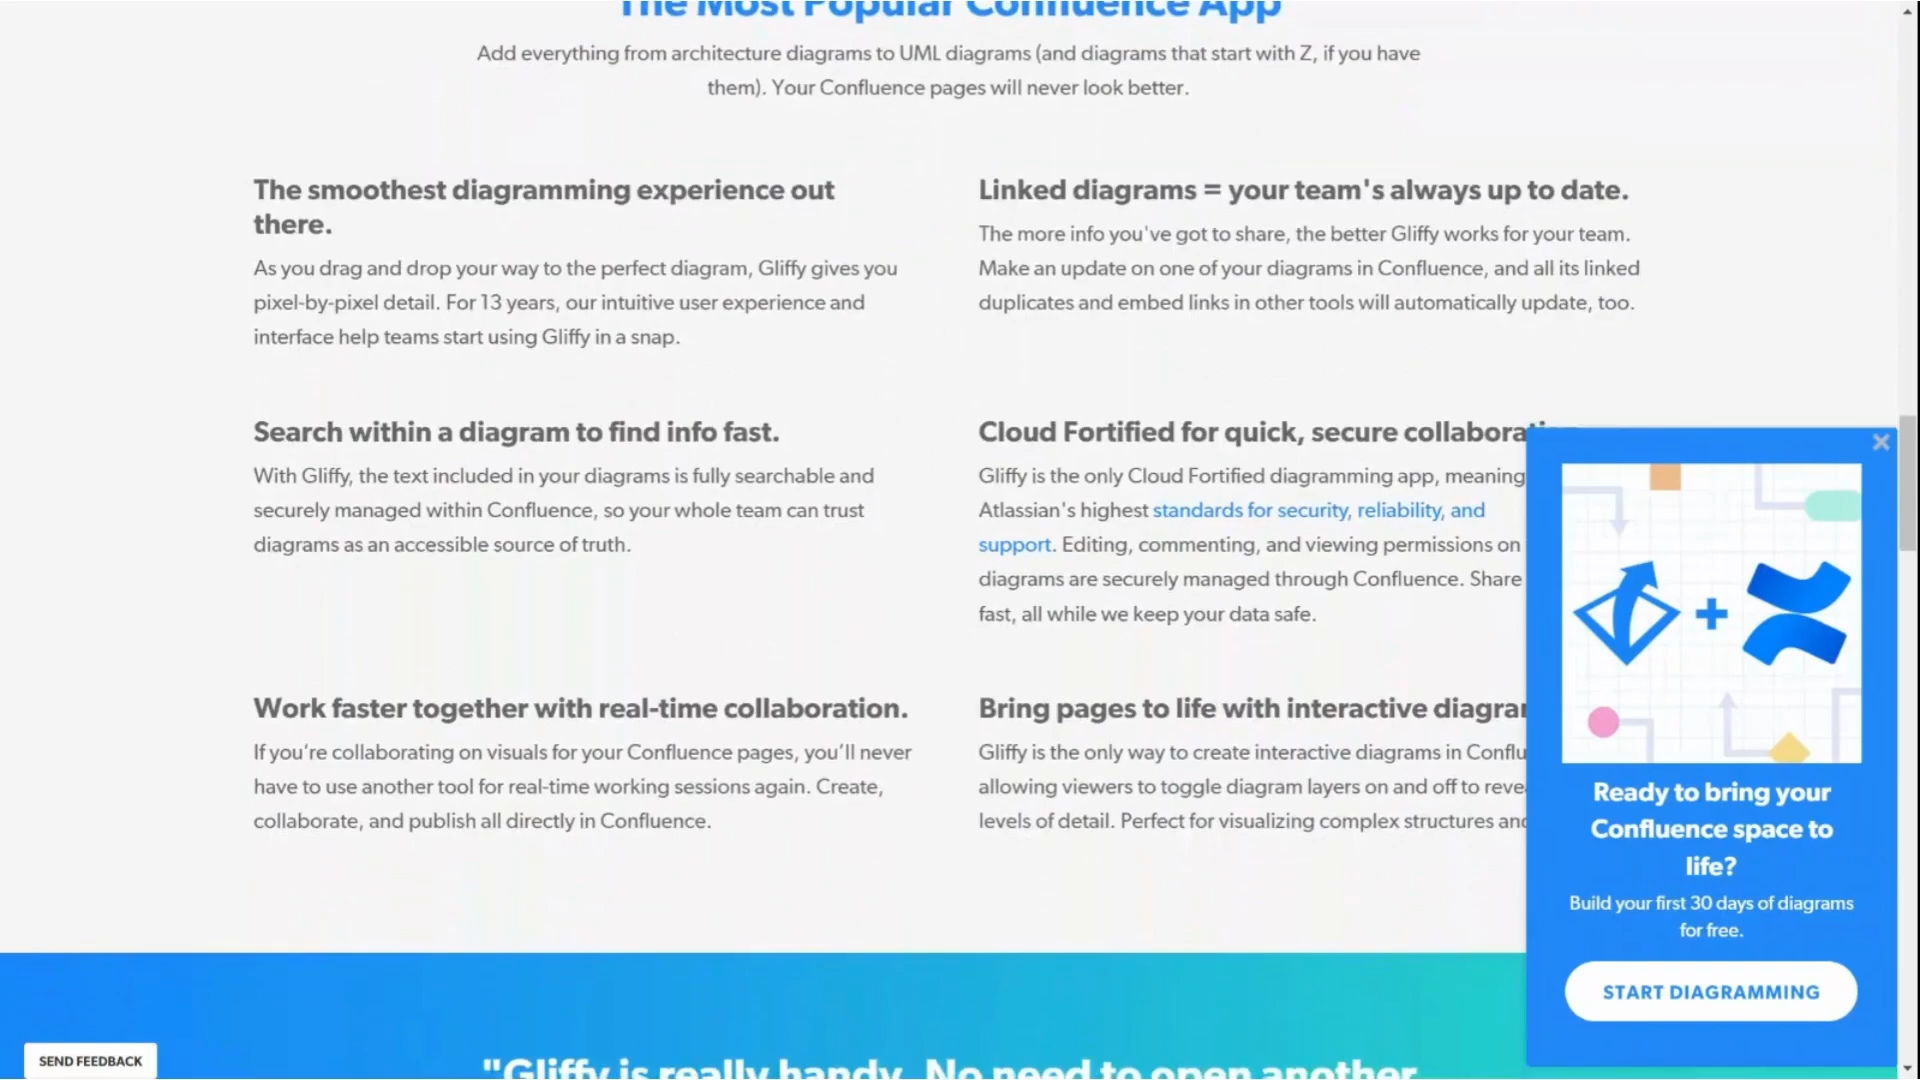 The Most Popular Confluence App
Add everything from architecture diagrams to UML diagrams (and diagrams that start with Z, if you have
them). Your Confluence pages will never look better.
The smoothest diagramming experience out
there.
As you drag and drop your way to the perfect diagram, Gliffy gives you
pixel-by-pixel detail. For 13 years, our intuitive user experience and
interface help teams start using Gliffy in a snap.
Linked diagrams = your team's always up to date.
The more info you've got to share, the better Gliffy works for your team.
Make an update on one of your diagrams in Confluence, and all its linked
duplicates and embed links in other tools will automatically update, too.
Search within a diagram to find info fast.
With Gliffy, the text included in your diagrams is fully searchable and
securely managed within Confluence, so your whole team can trust
diagrams as an accessible source of truth.
Cloud Fortified for quick, secure
Gliffy is the only Cloud Fortified diagramming app, meaning
Atlassian's highest standards for security, reliability, and
support. Editing, commenting, and viewing permissions on
diagrams are securely managed through Confluence. Share
fast, all while we keep your data safe.
Work faster together with real-time collaboration.
If you’re collaborating on visuals for your Confluence pages, you’ll never
have to use another tool for real-time working sessions again. Create,
collaborate, and publish all directly in Confluence.
Bring pages to life with interactive
Gliffy is the only way to create interactive diagrams in
allowing viewers to toggle diagram layers on and off to
levels of detail. Perfect for visualizing complex structures
Ready to bring your
Confluence space to
life?
Build your first 30 days of diagrams
for free.
START DIAGRAMMING
SEND FEEDBACK
"Gliffy is really handy. No need to open another